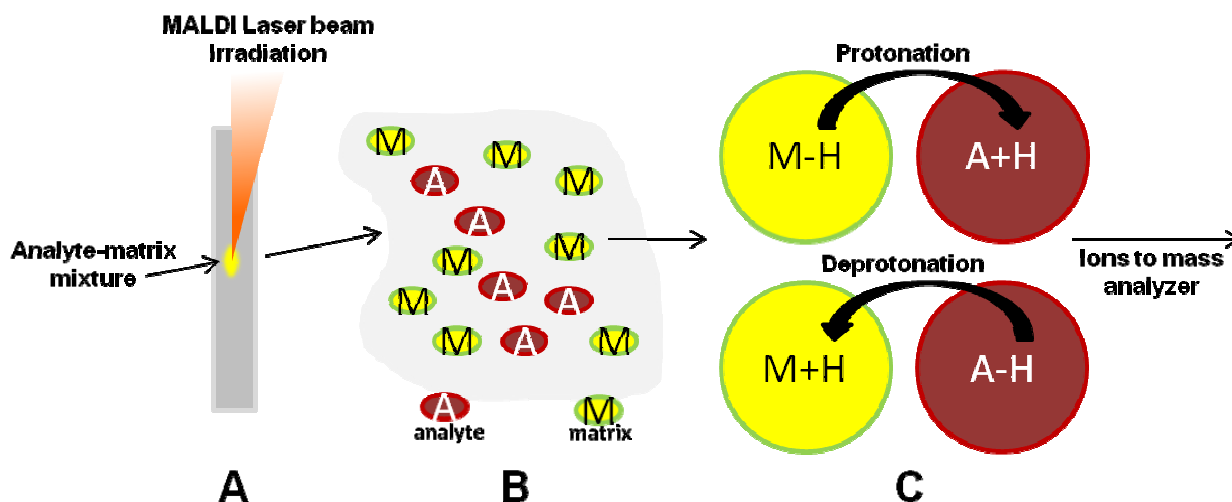 MALDI Laser beam
Irradiation
Analyte-matrix
mixture
M
M
M
A
A
M
M
A
A
M
M
A
M
A
analyte
M
matrix
Protonation
M-H
A+H
Deprotonation
M+H
A-H
Ions to mass
analyzer
A
B
C